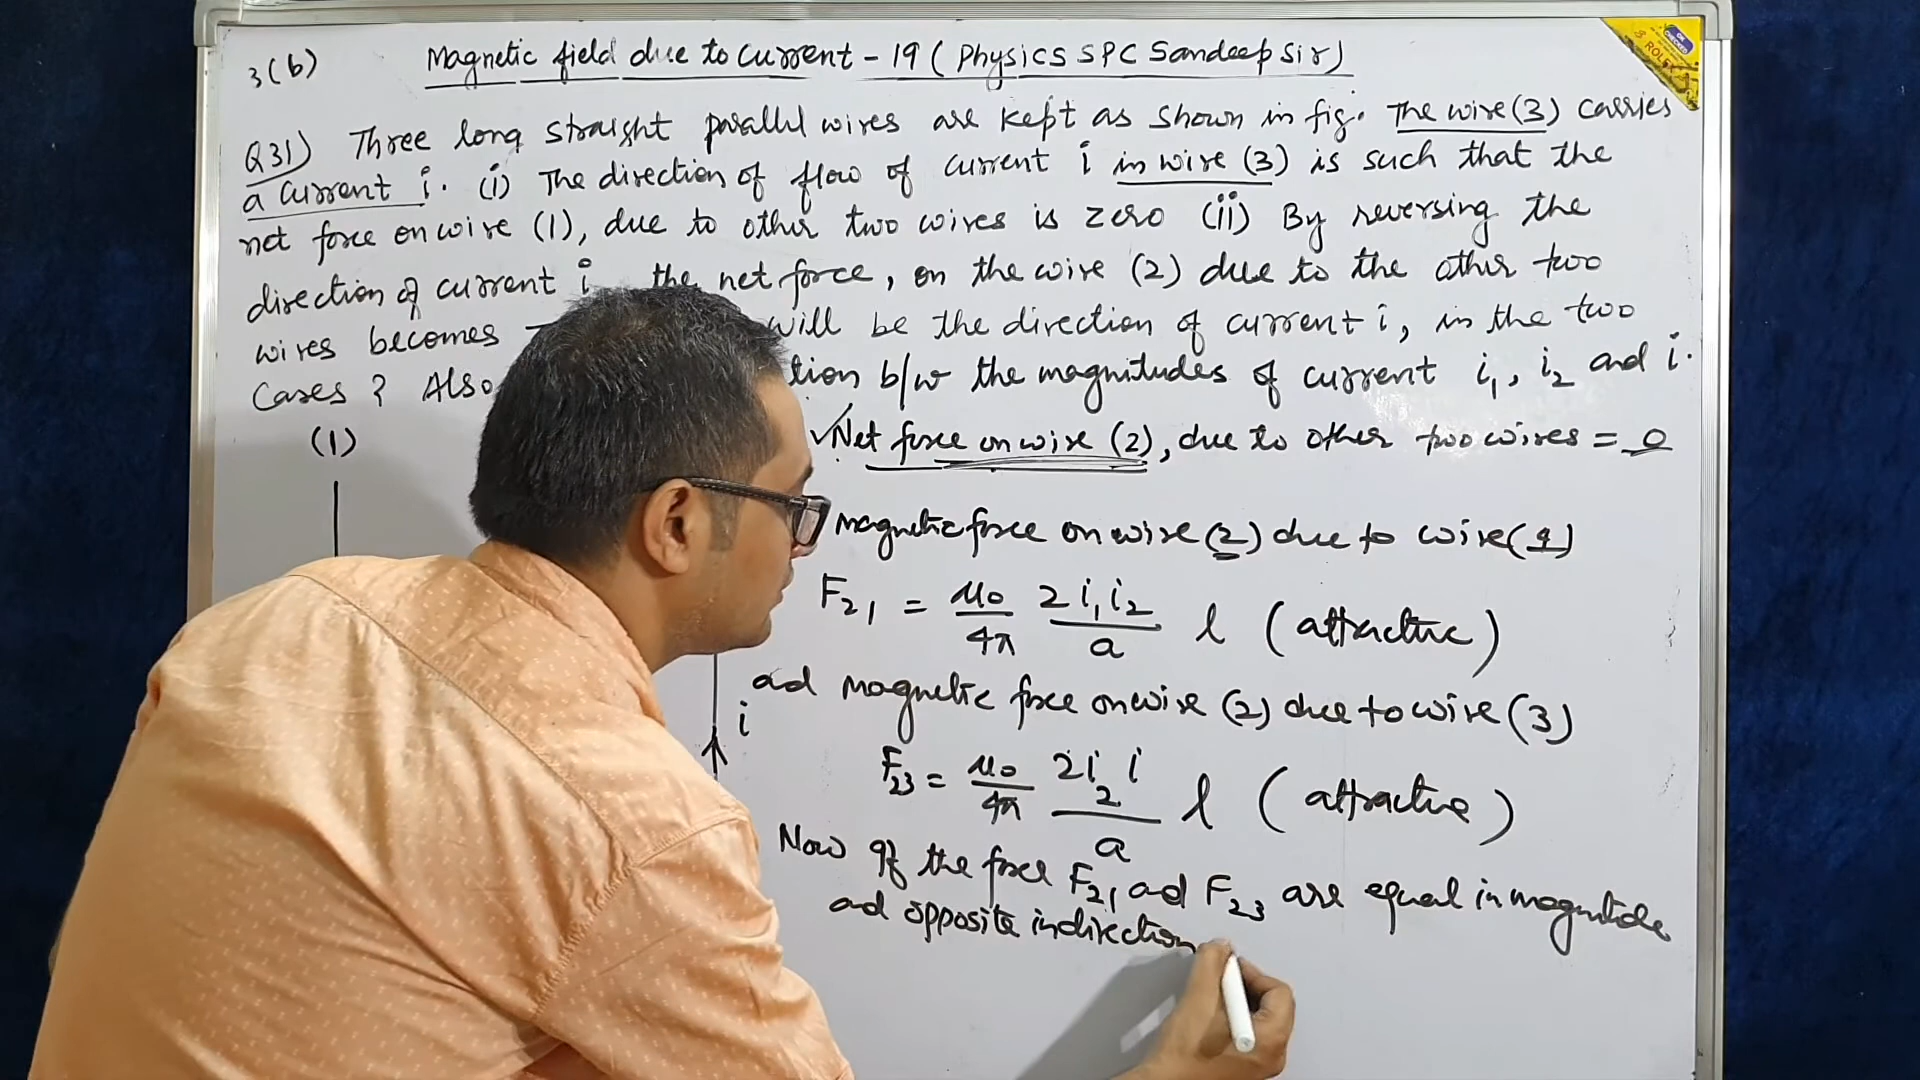 3(b) Magnetic field due to current - 19 (Physics SPC Sandeep Sir)
Q31) Three long straight parallel wires are kept as shown in fig. The wire (3) carries
a current i. (i) The direction of flow of current i in wire (3) is such that the
net force on wire (1), due to other two wires is zero (ii) By reversing the
direction of current i the net force, on the wire (2) due to the other two
wires becomes will be the direction of current i, in the two
Cases ? Also b/w the magnitudes of current i₁, i₂ and i.
(1)
✓Net force on wire (2), due to other two wires = 0
magnetic force on wire (2) due to wire (1)
F₂₁ = μ₀/4π 2i₁i₂/a l (attractive)
ad magnetic force on wire (2) due to wire (3)
i
F₂₃ = μ₀/4π 2i₂i/a l (attractive)
Now If the force F₂₁ ad F₂₃ are equal in magnitude
ad opposite in direction